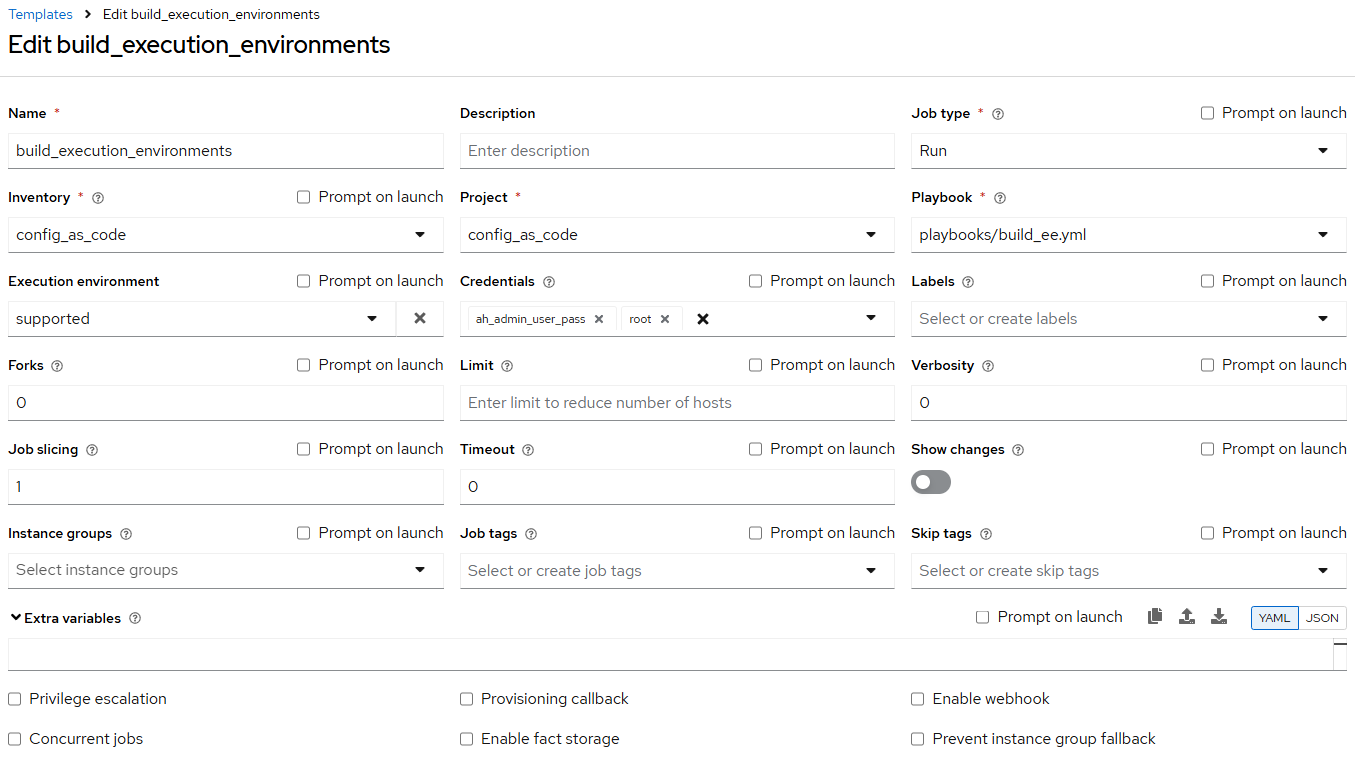 Templates Edit build_execution_environments
Edit build_execution_environments
Name * Description Job type * Prompt on launch
build_execution_environments Enter description Run
Inventory * Prompt on launch Project * Playbook *
config_as_code config_as_code playbooks/build_ee.yml
Execution environment Prompt on launch Credentials Prompt on launch Labels Prompt on launch
supported ah_admin_user_pass root Select or create labels
Forks Prompt on launch Limit Prompt on launch Verbosity Prompt on launch
0 Enter limit to reduce number of hosts 0
Job slicing Prompt on launch Timeout Prompt on launch Show changes Prompt on launch
1 0
Instance groups Prompt on launch Job tags Prompt on launch Skip tags Prompt on launch
Select instance groups Select or create job tags Select or create skip tags
Extra variables Prompt on launch YAML JSON
Privilege escalation Provisioning callback Enable webhook
Concurrent jobs Enable fact storage Prevent instance group fallback